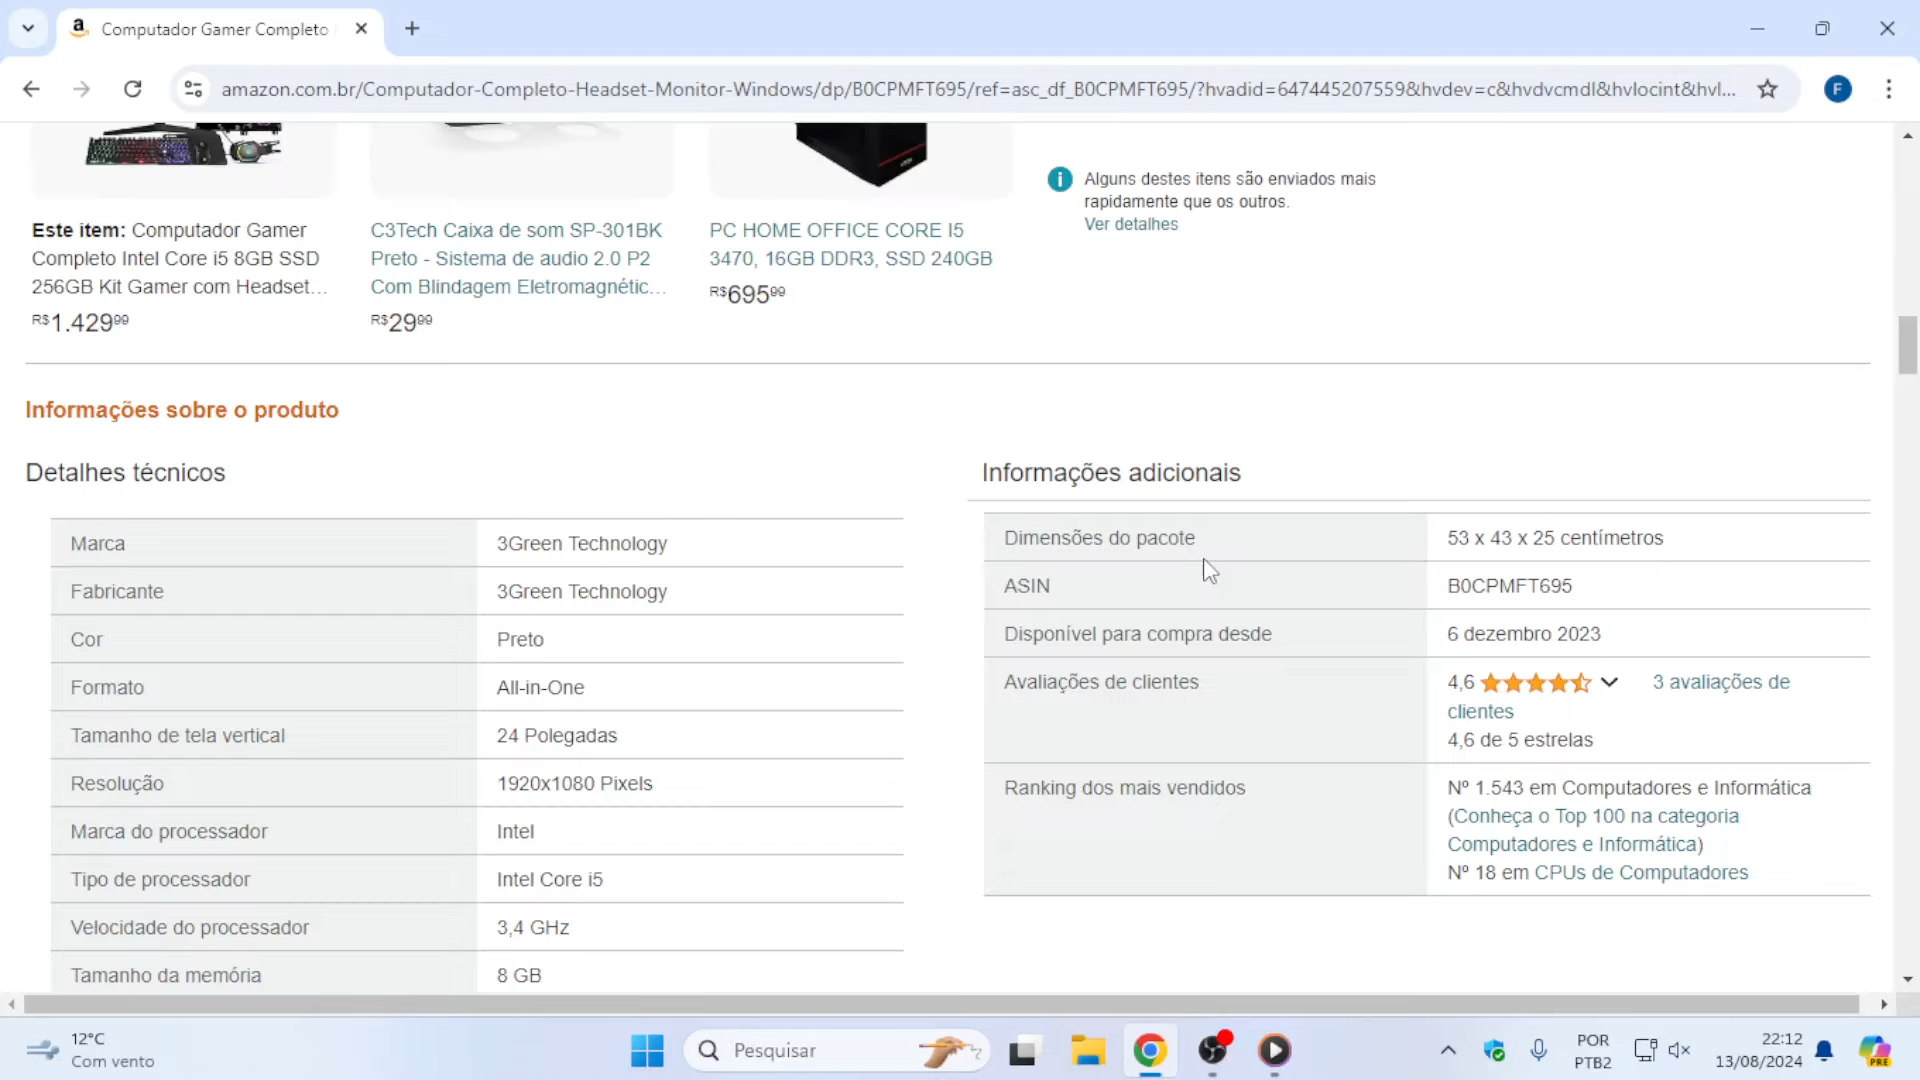 Computador Gamer Completo
amazon.com.br/Computador-Completo-Headset-Monitor-Windows/dp/B0CPMFT695/ref=asc_df_B0CPMFT695/?hvadid=647445207559&hvdev=c&hvdvcmdl&hvlocint&hvl...
F
Este item: Computador Gamer
Completo Intel Core i5 8GB SSD
256GB Kit Gamer com Headset...
R$1.42999
C3Tech Caixa de som SP-301BK
Preto - Sistema de audio 2.0 P2
Com Blindagem Eletromagnétic...
R$2999
PC HOME OFFICE CORE I5
3470, 16GB DDR3, SSD 240GB
R$69599
Alguns destes itens são enviados mais
rapidamente que os outros.
Ver detalhes
Informações sobre o produto
Detalhes técnicos
Marca 3Green Technology
Fabricante 3Green Technology
Cor Preto
Formato All-in-One
Tamanho de tela vertical 24 Polegadas
Resolução 1920x1080 Pixels
Marca do processador Intel
Tipo de processador Intel Core i5
Velocidade do processador 3,4 GHz
Tamanho da memória 8 GB
Informações adicionais
Dimensões do pacote 53 x 43 x 25 centímetros
ASIN B0CPMFT695
Disponível para compra desde 6 dezembro 2023
Avaliações de clientes 4,6 3 avaliações de
clientes
4,6 de 5 estrelas
Ranking dos mais vendidos Nº 1.543 em Computadores e Informática
(Conheça o Top 100 na categoria
Computadores e Informática)
Nº 18 em CPUs de Computadores
12°C
Com vento
Pesquisar
POR
PTB2
22:12
13/08/2024
PRE